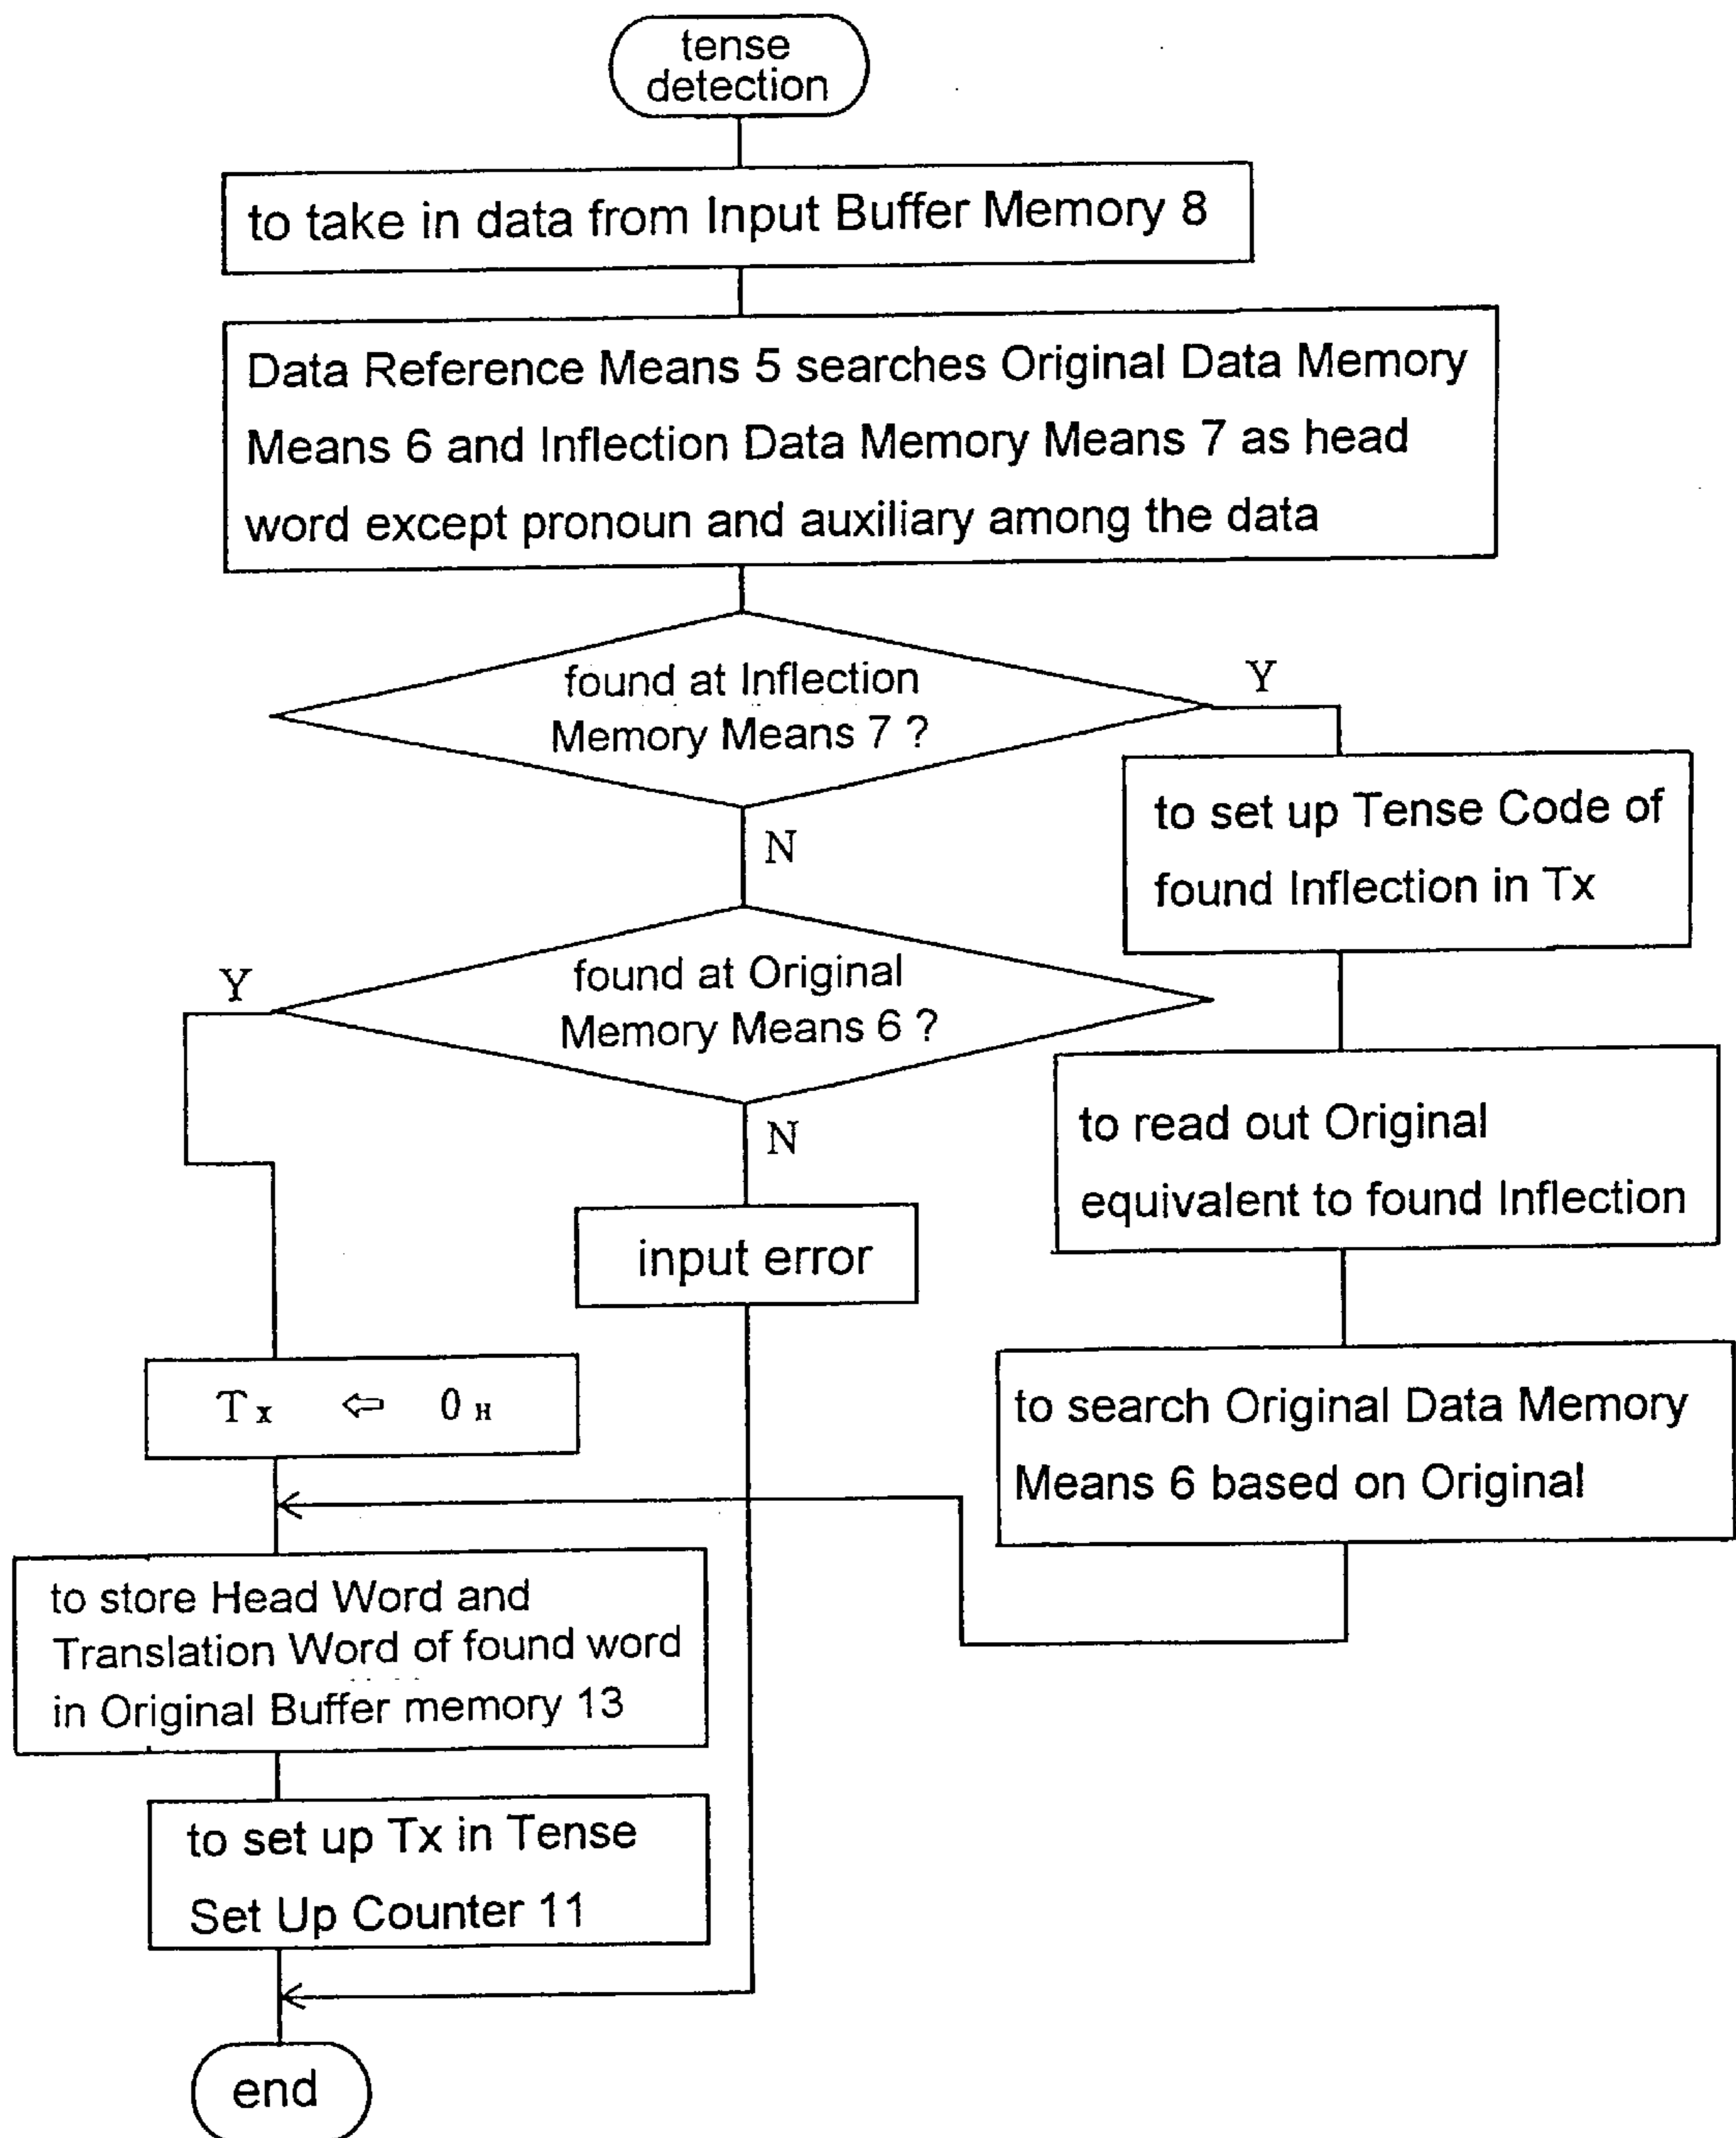 tense
detection
to take in data from Input Buffer Memory 8
Data Reference Means 5 searches Original Data Memory
Means 6 and Inflection Data Memory Means 7 as head
word except pronoun and auxiliary among the data
found at Inflection
Memory Means 7 ?
Y
N
to set up Tense Code of
found Inflection in Tx
found at Original
Memory Means 6 ?
Y
N
to read out Original
equivalent to found Inflection
input error
Tx ⇦ 0H
to search Original Data Memory
Means 6 based on Original
to store Head Word and
Translation Word of found word
in Original Buffer memory 13
to set up Tx in Tense
Set Up Counter 11
end